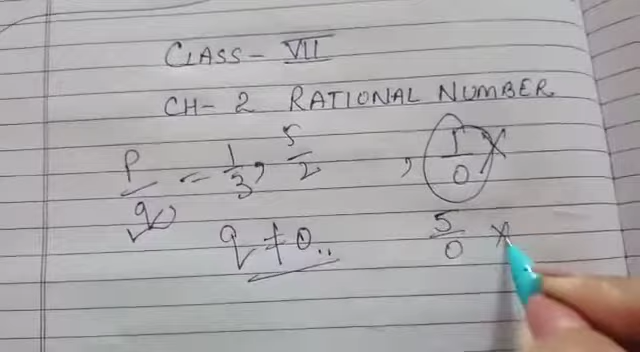 CLASS - VII
CH- 2 RATIONAL NUMBER
p/q = 1/3, 5/2 , 1/0 ×
q ≠ 0.. 5/0 ×